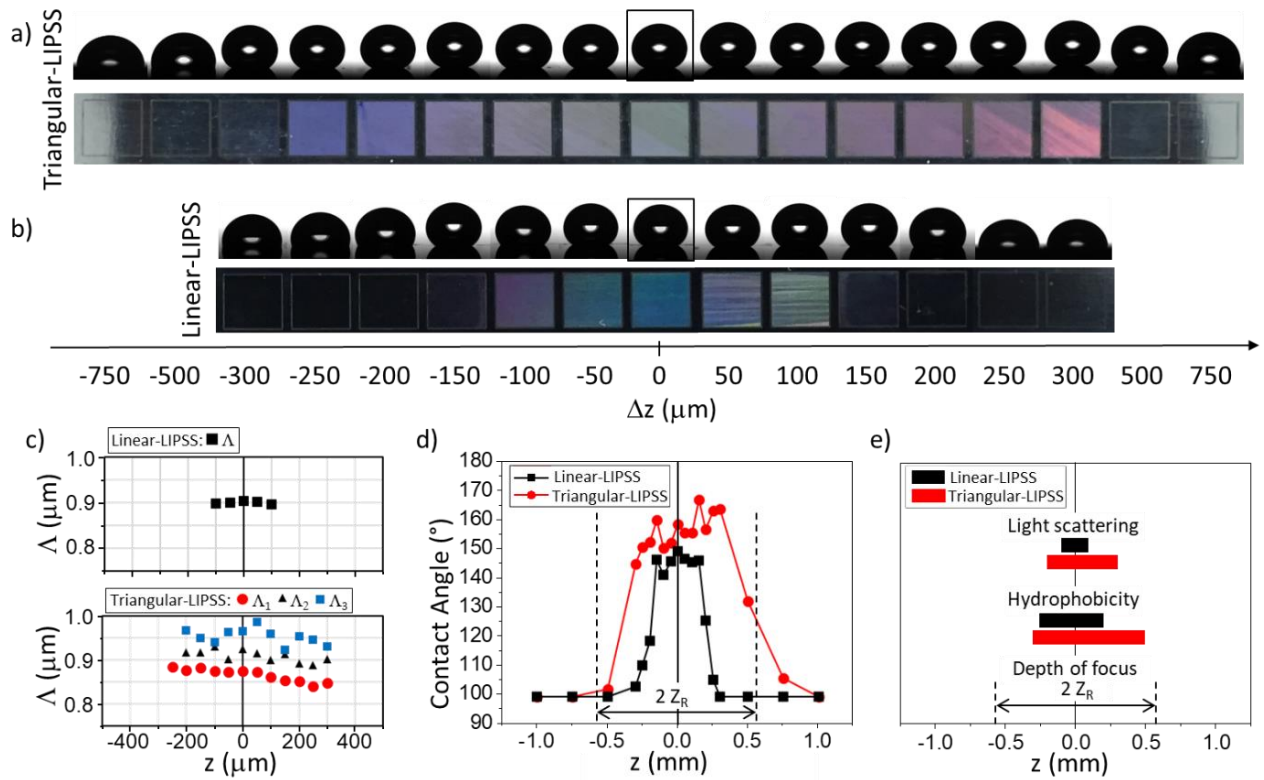 a)
Triangular-LIPSS
b)
Linear-LIPSS
-750 -500 -300 -250 -200 -150 -100 -50 0 50 100 150 200 250 300 500 750
Δz (μm)
c)
Linear-LIPSS: Λ
1.0
0.9
0.8
Λ (μm)
Triangular-LIPSS: Λ1 Λ2 Λ3
1.0
0.9
0.8
Λ (μm)
-400 -200 0 200 400
z (μm)
d)
180
170
160
150
140
130
120
110
100
90
Contact Angle (°)
Linear-LIPSS
Triangular-LIPSS
2 ZR
-1.0 -0.5 0.0 0.5 1.0
z (mm)
e)
Linear-LIPSS
Triangular-LIPSS
Light scattering
Hydrophobicity
Depth of focus
2 ZR
-1.0 -0.5 0.0 0.5 1.0
z (mm)